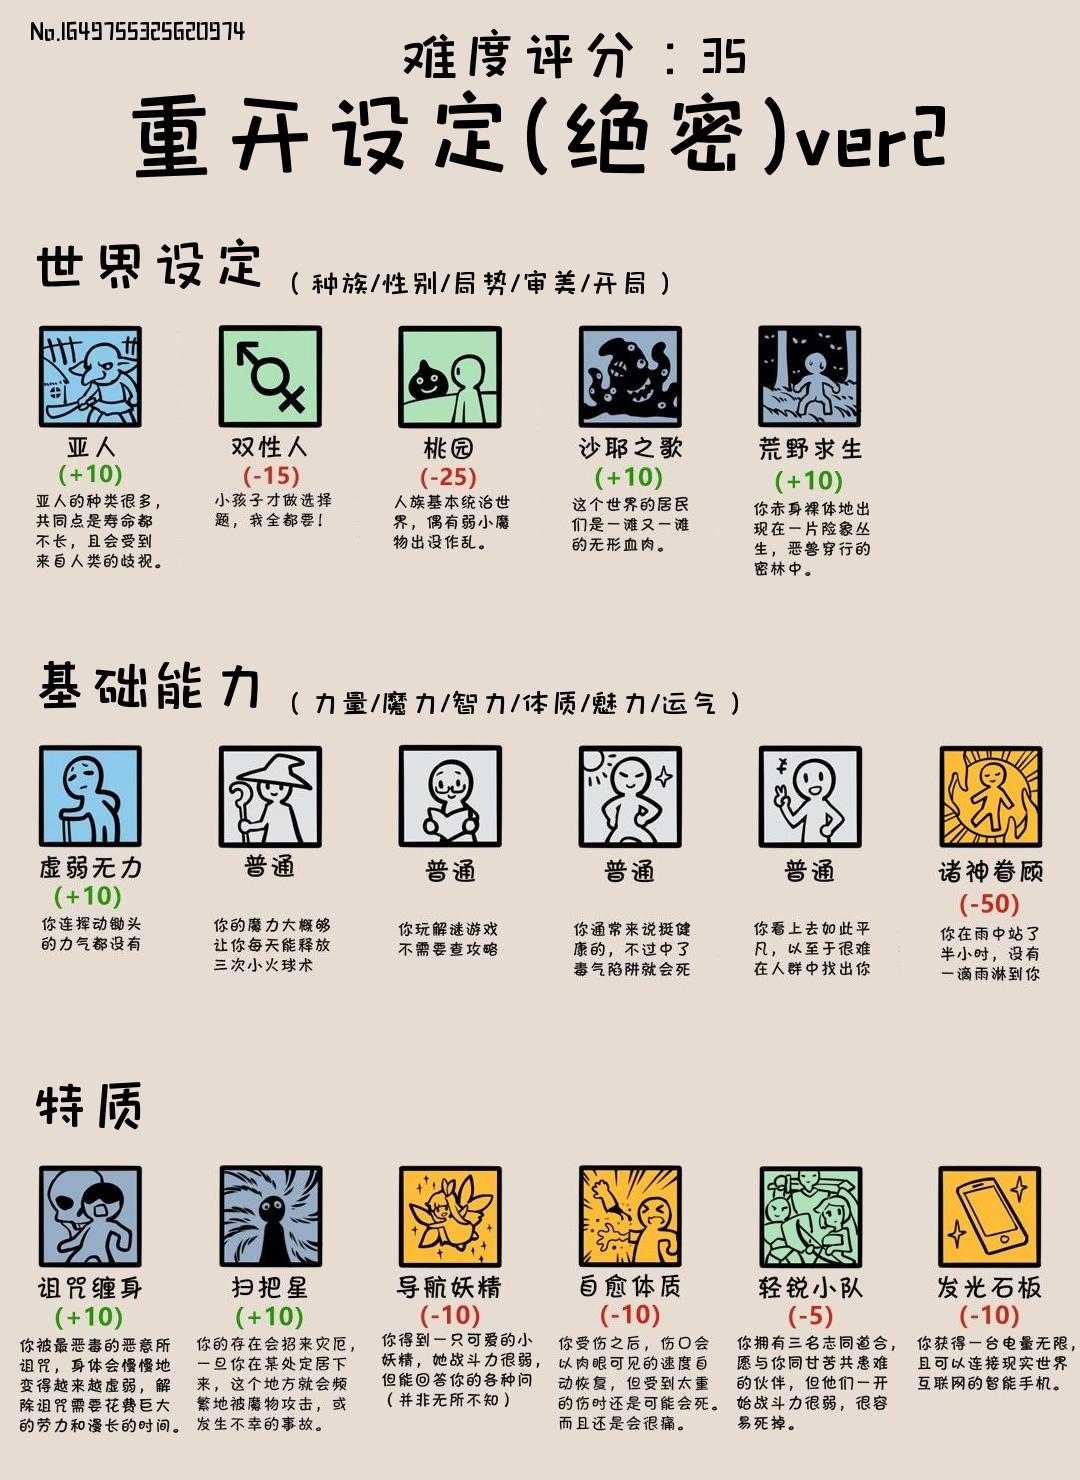 No.1649755325620974
难度评分：35
重开设定(绝密)ver2
世界设定（种族/性别/局势/审美/开局）
亚人
(+10)
亚人的种类很多，
共同点是寿命都
不长，且会受到
来自人类的歧视。
双性人
(-15)
小孩子才做选择
题，我全都要！
桃园
(-25)
人族基本统治世
界，偶有弱小魔
物出没作乱。
沙耶之歌
(+10)
这个世界的居民
们是一滩又一滩
的无形血肉。
荒野求生
(+10)
你赤身裸体地出
现在一片险象丛
生，恶兽穿行的
密林中。
基础能力（力量/魔力/智力/体质/魅力/运气）
虚弱无力
(+10)
你连挥动锄头
的力气都没有
普通
你的魔力大概够
让你每天能释放
三次小火球术
普通
你玩解谜游戏
不需要查攻略
普通
你通常来说挺健
康的，不过中了
毒气陷阱就会死
普通
你看上去如此平
凡，以至于很难
在人群中找出你
诸神眷顾
(-50)
你在雨中站了
半小时，没有
一滴雨淋到你
特质
诅咒缠身
(+10)
你被最恶毒的恶意所
诅咒，身体会慢慢地
变得越来越虚弱，解
除诅咒需要花费巨大
的劳力和漫长的时间。
扫把星
(+10)
你的存在会招来灾厄，
一旦你在某处定居下
来，这个地方就会频
繁地被魔物攻击，或
发生不幸的事故。
导航妖精
(-10)
你得到一只可爱的小
妖精，她战斗力很弱，
但能回答你的各种问
（并非无所不知）
自愈体质
(-10)
你受伤之后，伤口会
以肉眼可见的速度自
动恢复，但受到太重
的伤时还是可能会死。
而且还是会很痛。
轻锐小队
(-5)
你拥有三名志同道合，
愿与你同甘苦共患难
的伙伴，但他们一开
始战斗力很弱，很容
易死掉。
发光石板
(-10)
你获得一台电量无限，
且可以连接现实世界
互联网的智能手机。